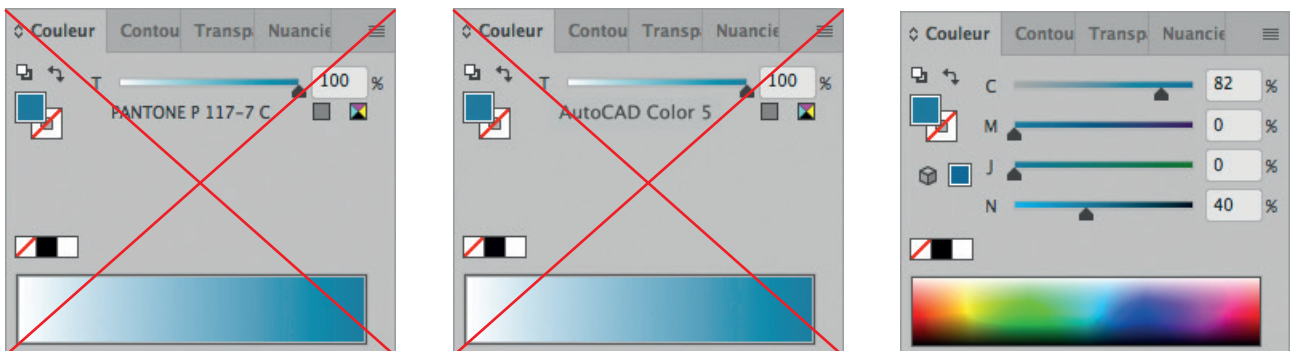 Couleur Contou Transp Nuancie
T 100 %
PANTONE P 117-7 C
Couleur Contou Transp Nuancie
T 100 %
AutoCAD Color 5
Couleur Contou Transp Nuancie
C 82 %
M 0 %
J 0 %
N 40 %